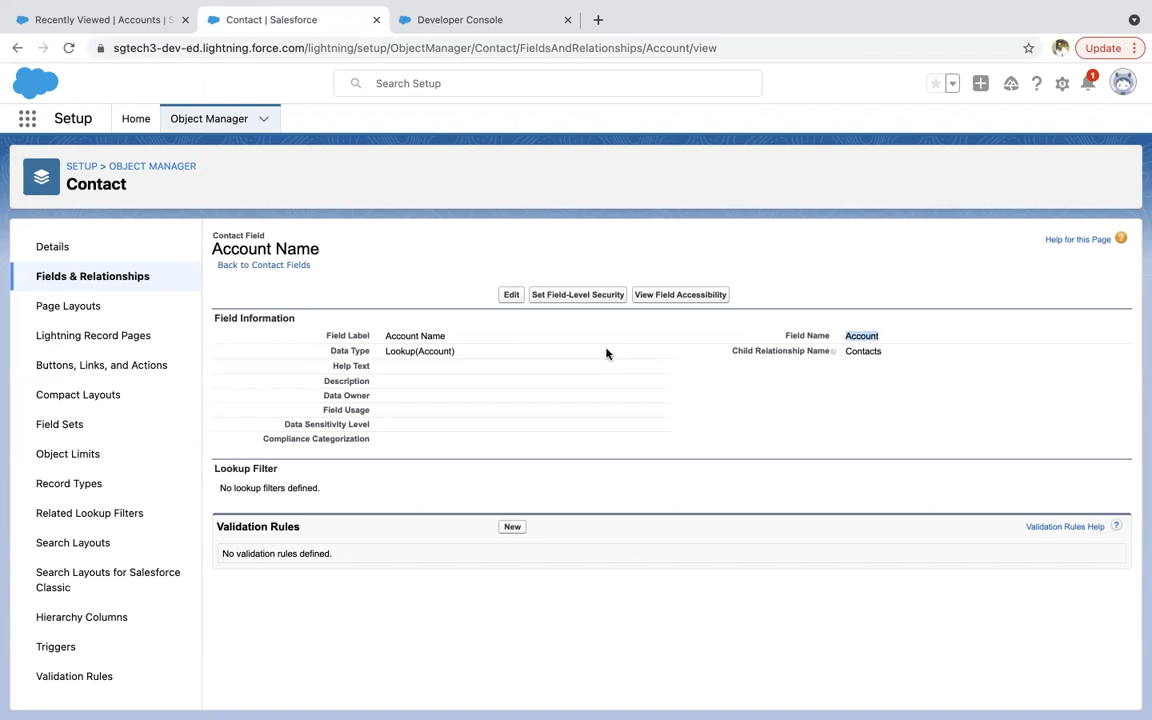 Recently Viewed | Accounts | S
Contact | Salesforce
Developer Console
sgtech3-dev-ed.lightning.force.com/lightning/setup/ObjectManager/Contact/FieldsAndRelationships/Account/view
Update
Search Setup
1
Setup
Home
Object Manager
SETUP > OBJECT MANAGER
Contact
Details
Fields & Relationships
Page Layouts
Lightning Record Pages
Buttons, Links, and Actions
Compact Layouts
Field Sets
Object Limits
Record Types
Related Lookup Filters
Search Layouts
Search Layouts for Salesforce
Classic
Hierarchy Columns
Triggers
Validation Rules
Contact Field
Account Name
Back to Contact Fields
Help for this Page ?
Edit Set Field-Level Security View Field Accessibility
Field Information
Field Label Account Name Field Name Account
Data Type Lookup(Account) Child Relationship Name Contacts
Help Text
Description
Data Owner
Field Usage
Data Sensitivity Level
Compliance Categorization
Lookup Filter
No lookup filters defined.
Validation Rules New Validation Rules Help ?
No validation rules defined.